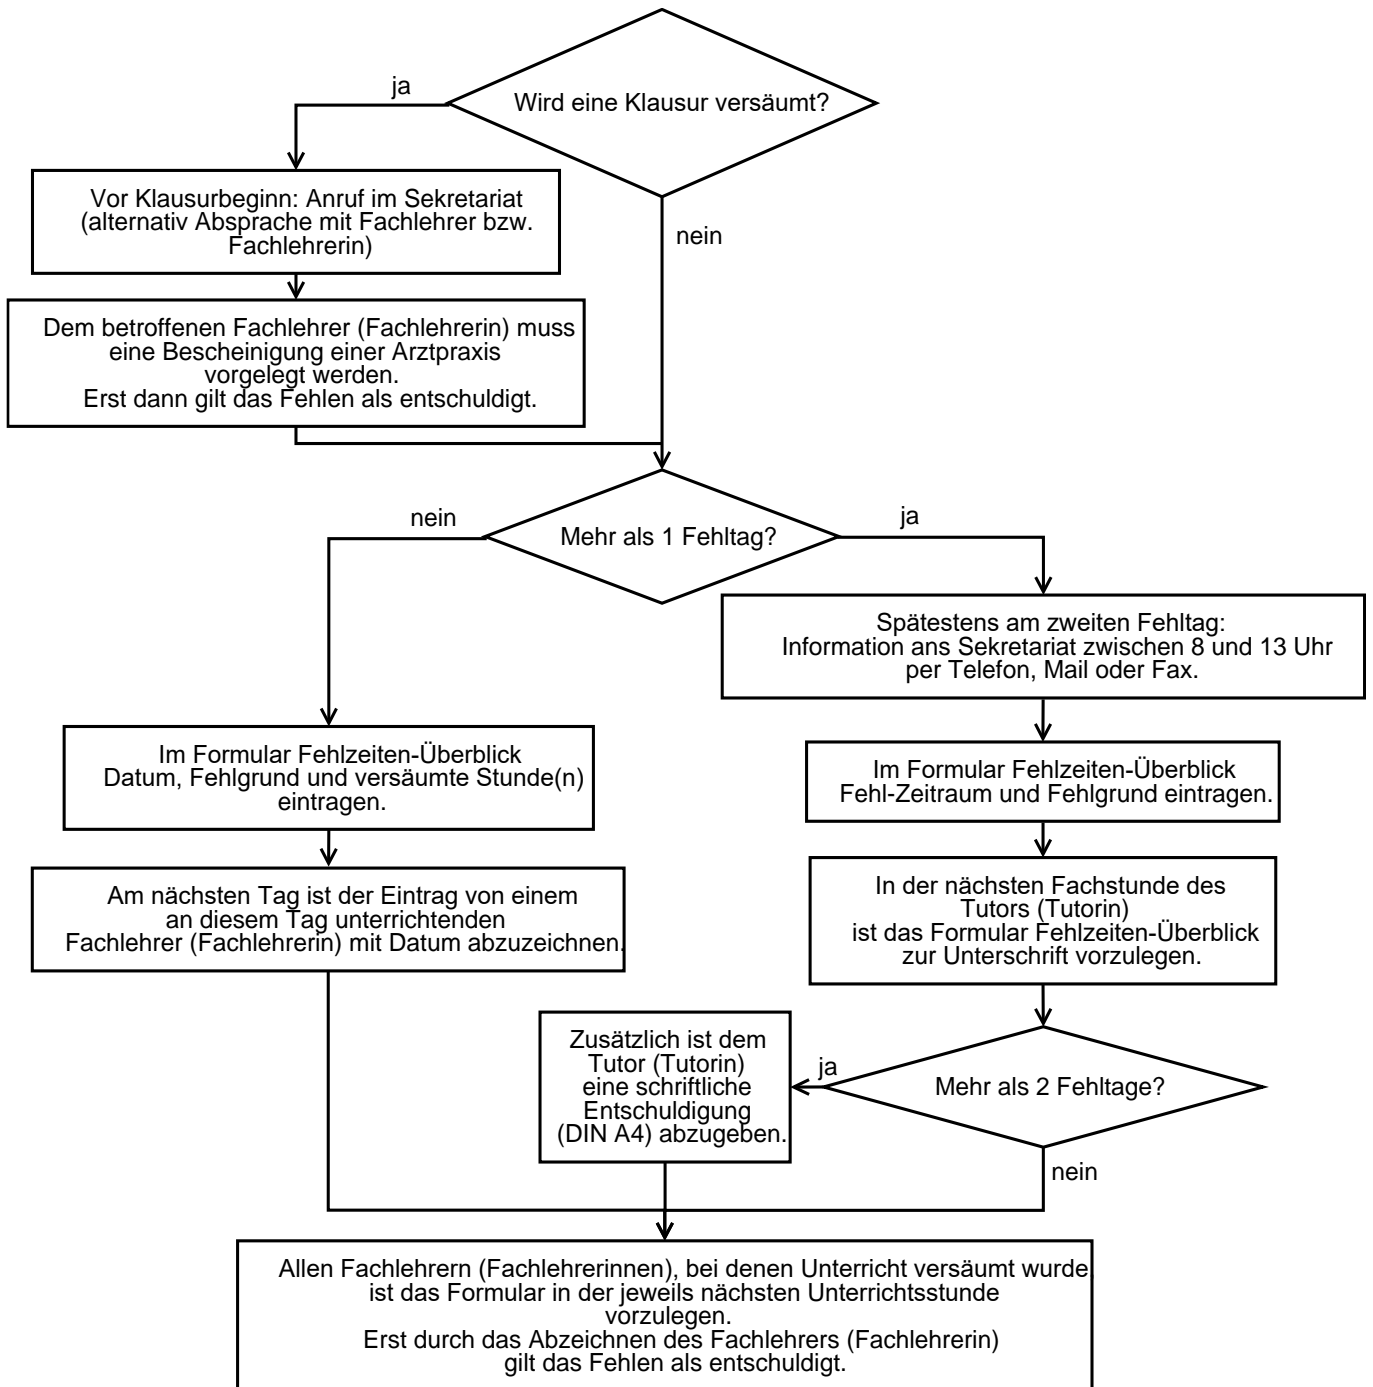 Wird eine Klausur versäumt?
ja
Vor Klausurbeginn: Anruf im Sekretariat
(alternativ Absprache mit Fachlehrer bzw.
Fachlehrerin)
nein
Dem betroffenen Fachlehrer (Fachlehrerin) muss
eine Bescheinigung einer Arztpraxis
vorgelegt werden.
Erst dann gilt das Fehlen als entschuldigt.
Mehr als 1 Fehltag?
nein
ja
Spätestens am zweiten Fehltag:
Information ans Sekretariat zwischen 8 und 13 Uhr
per Telefon, Mail oder Fax.
Im Formular Fehlzeiten-Überblick
Datum, Fehlgrund und versäumte Stunde(n)
eintragen.
Im Formular Fehlzeiten-Überblick
Fehl-Zeitraum und Fehlgrund eintragen.
Am nächsten Tag ist der Eintrag von einem
an diesem Tag unterrichtenden
Fachlehrer (Fachlehrerin) mit Datum abzuzeichnen.
In der nächsten Fachstunde des
Tutors (Tutorin)
ist das Formular Fehlzeiten-Überblick
zur Unterschrift vorzulegen.
Mehr als 2 Fehltage?
ja
Zusätzlich ist dem
Tutor (Tutorin)
eine schriftliche
Entschuldigung
(DIN A4) abzugeben.
nein
Allen Fachlehrern (Fachlehrerinnen), bei denen Unterricht versäumt wurde
ist das Formular in der jeweils nächsten Unterrichtsstunde
vorzulegen.
Erst durch das Abzeichnen des Fachlehrers (Fachlehrerin)
gilt das Fehlen als entschuldigt.